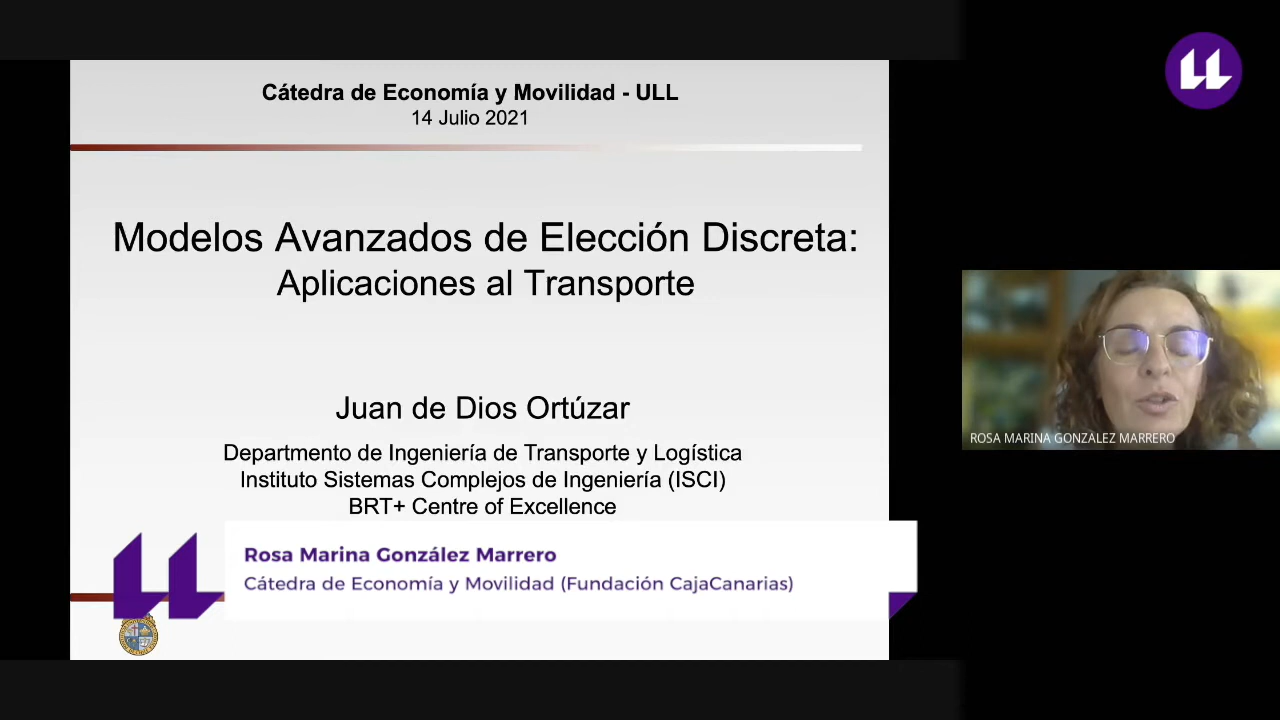 Cátedra de Economía y Movilidad - ULL
14 Julio 2021
Modelos Avanzados de Elección Discreta:
Aplicaciones al Transporte
Juan de Dios Ortúzar
Departmento de Ingeniería de Transporte y Logística
Instituto Sistemas Complejos de Ingeniería (ISCI)
BRT+ Centre of Excellence
Rosa Marina González Marrero
Cátedra de Economía y Movilidad (Fundación CajaCanarias)
ROSA MARINA GONZALEZ MARRERO